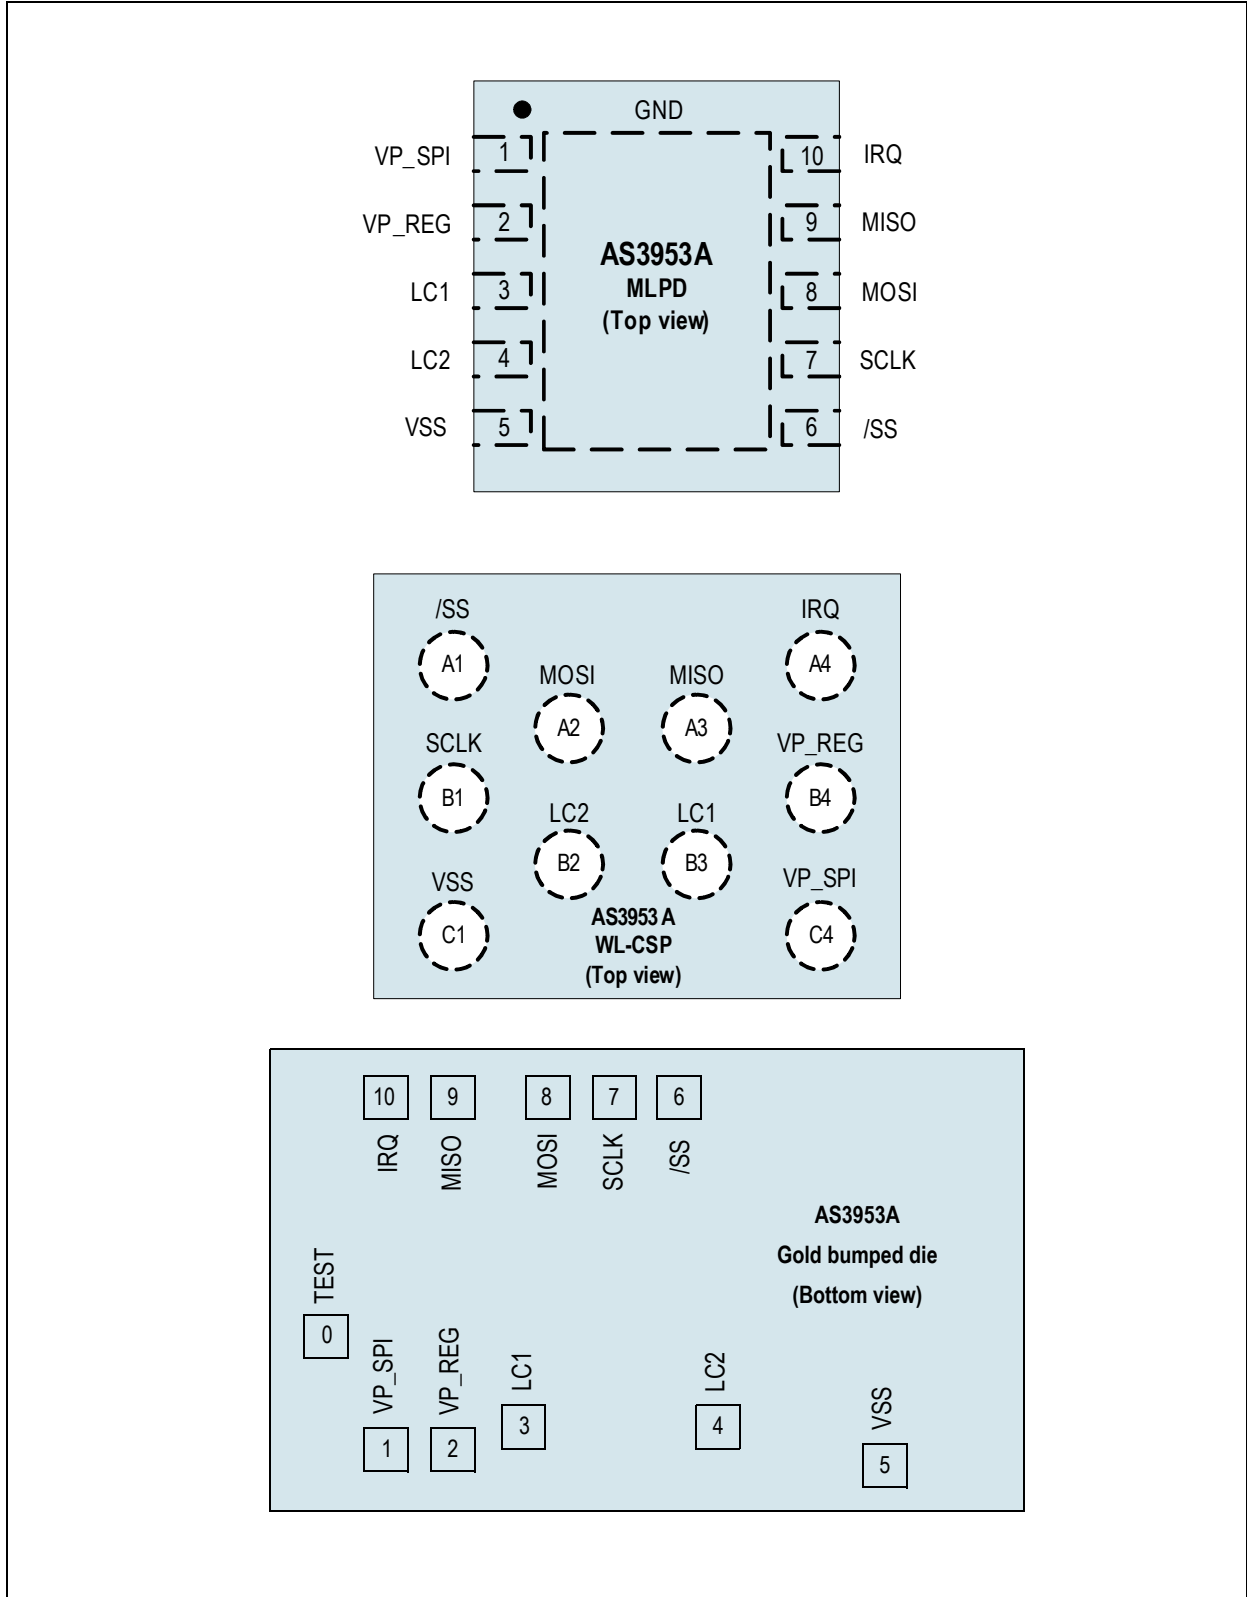 GND
VP_SPI 1 10 IRQ
VP_REG 2 9 MISO
AS3953A
MLPD
(Top view)
LC1 3 8 MOSI
LC2 4 7 SCLK
VSS 5 6 /SS
/SS IRQ
A1 A4
MOSI MISO
A2 A3
SCLK VP_REG
B1 B4
LC2 LC1
B2 B3
VSS VP_SPI
C1 C4
AS3953 A
WL-CSP
(Top view)
10 9 8 7 6
IRQ MISO MOSI SCLK /SS
AS3953A
Gold bumped die
(Bottom view)
TEST
0
VP_SPI VP_REG LC1 LC2 VSS
1 2 3 4 5